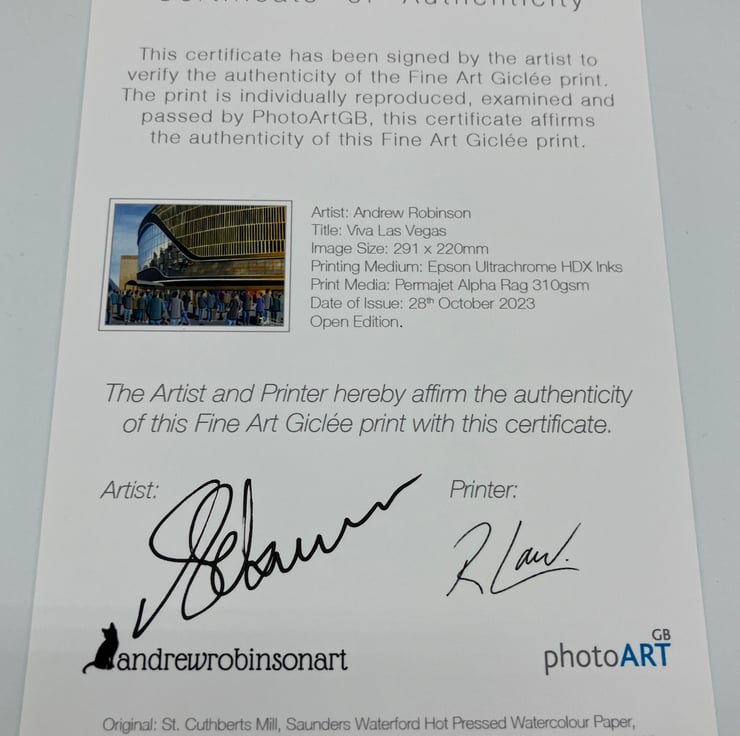 Certificate of Authenticity
This certificate has been signed by the artist to
verify the authenticity of the Fine Art Giclée print.
The print is individually reproduced, examined and
passed by PhotoArtGB, this certificate affirms
the authenticity of this Fine Art Giclée print.
Artist: Andrew Robinson
Title: Viva Las Vegas
Image Size: 291 x 220mm
Printing Medium: Epson Ultrachrome HDX Inks
Print Media: Permajet Alpha Rag 310gsm
Date of Issue: 28th October 2023
Open Edition.
The Artist and Printer hereby affirm the authenticity
of this Fine Art Giclée print with this certificate.
Artist:
Printer:
R Law.
andrewrobinsonart
photoART GB
Original: St. Cuthberts Mill, Saunders Waterford Hot Pressed Watercolour Paper,